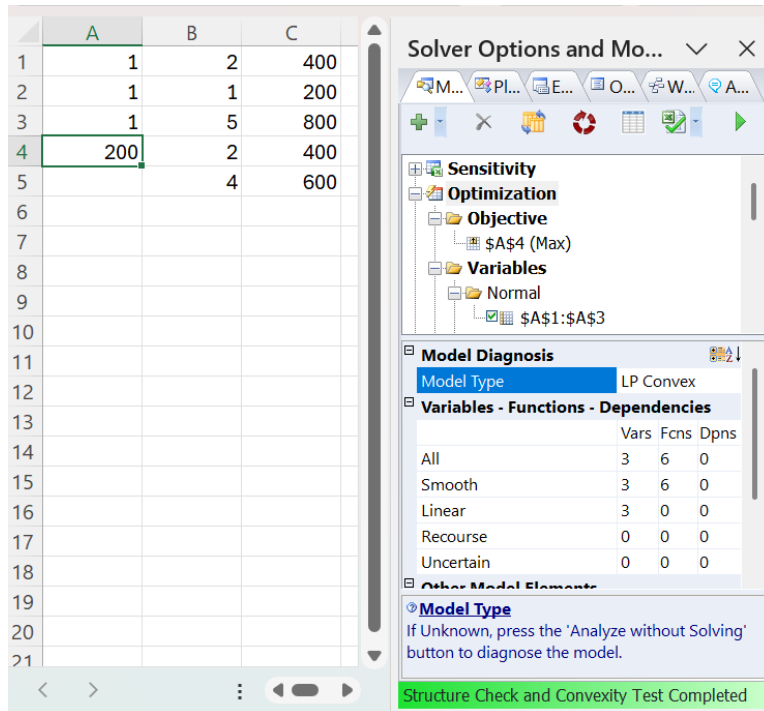 A B C
1 1 2 400
2 1 1 200
3 1 5 800
4 200 2 400
5 4 600
6
7
8
9
10
11
12
13
14
15
16
17
18
19
20
21
Solver Options and Mo...
M... Pl... E... O... W... A...
Sensitivity
Optimization
Objective
$A$4 (Max)
Variables
Normal
$A$1:$A$3
Model Diagnosis
Model Type LP Convex
Variables - Functions - Dependencies
Vars Fcns Dpns
All 3 6 0
Smooth 3 6 0
Linear 3 0 0
Recourse 0 0 0
Uncertain 0 0 0
Other Model Elements
Model Type
If Unknown, press the 'Analyze without Solving'
button to diagnose the model.
Structure Check and Convexity Test Completed